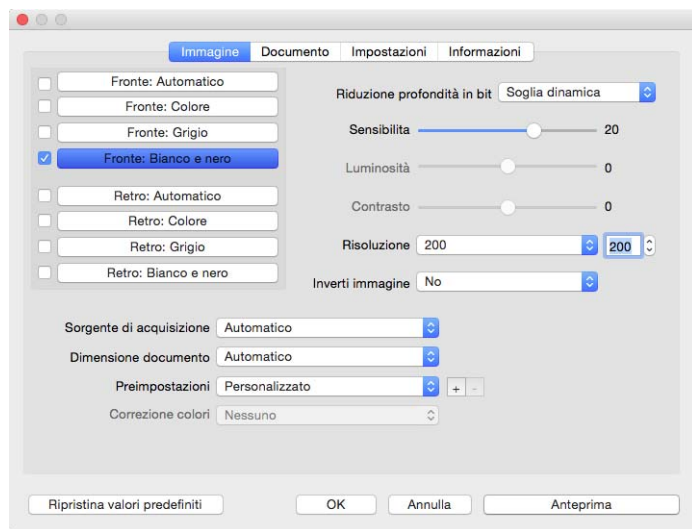 Immagine Documento Impostazioni Informazioni
Fronte: Automatico
Fronte: Colore
Fronte: Grigio
Fronte: Bianco e nero
Retro: Automatico
Retro: Colore
Retro: Grigio
Retro: Bianco e nero
Riduzione profondità in bit Soglia dinamica
Sensibilita 20
Luminosità 0
Contrasto 0
Risoluzione 200 200
Inverti immagine No
Sorgente di acquisizione Automatico
Dimensione documento Automatico
Preimpostazioni Personalizzato + -
Correzione colori Nessuno
Ripristina valori predefiniti OK Annulla Anteprima